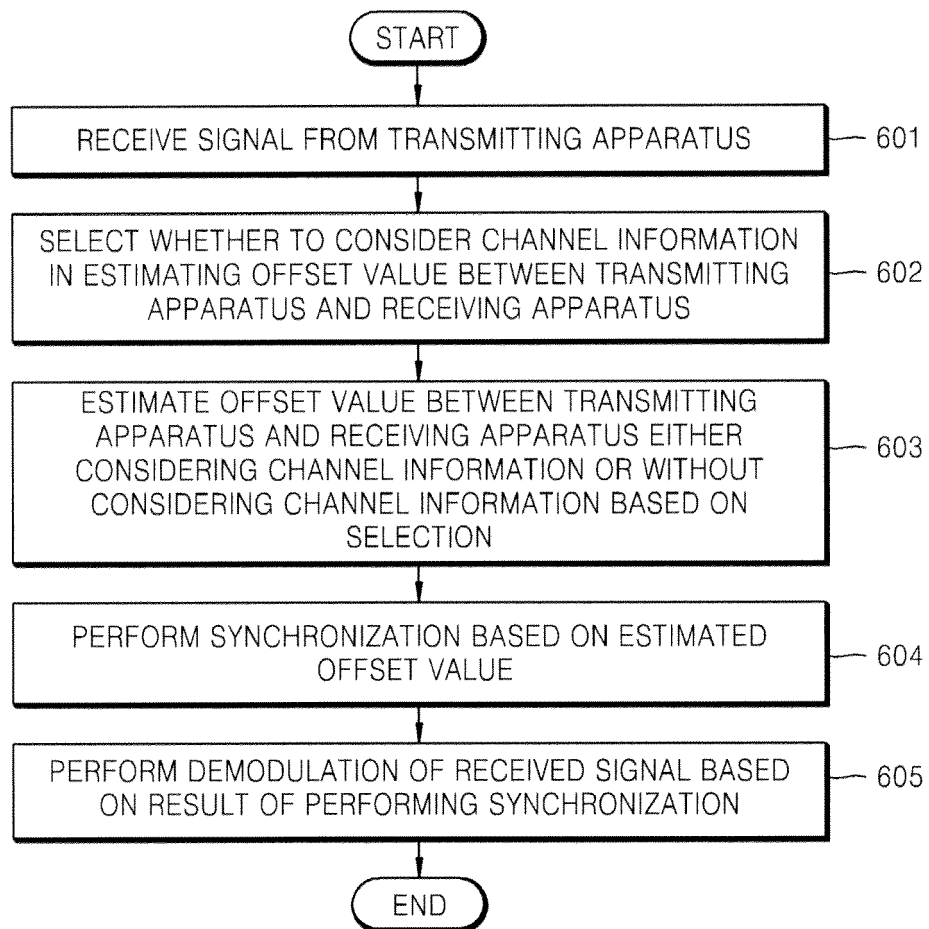 START
RECEIVE SIGNAL FROM TRANSMITTING APPARATUS
601
SELECT WHETHER TO CONSIDER CHANNEL INFORMATION
IN ESTIMATING OFFSET VALUE BETWEEN TRANSMITTING
APPARATUS AND RECEIVING APPARATUS
602
ESTIMATE OFFSET VALUE BETWEEN TRANSMITTING
APPARATUS AND RECEIVING APPARATUS EITHER
CONSIDERING CHANNEL INFORMATION OR WITHOUT
CONSIDERING CHANNEL INFORMATION BASED ON
SELECTION
603
PERFORM SYNCHRONIZATION BASED ON ESTIMATED
OFFSET VALUE
604
PERFORM DEMODULATION OF RECEIVED SIGNAL BASED
ON RESULT OF PERFORMING SYNCHRONIZATION
605
END